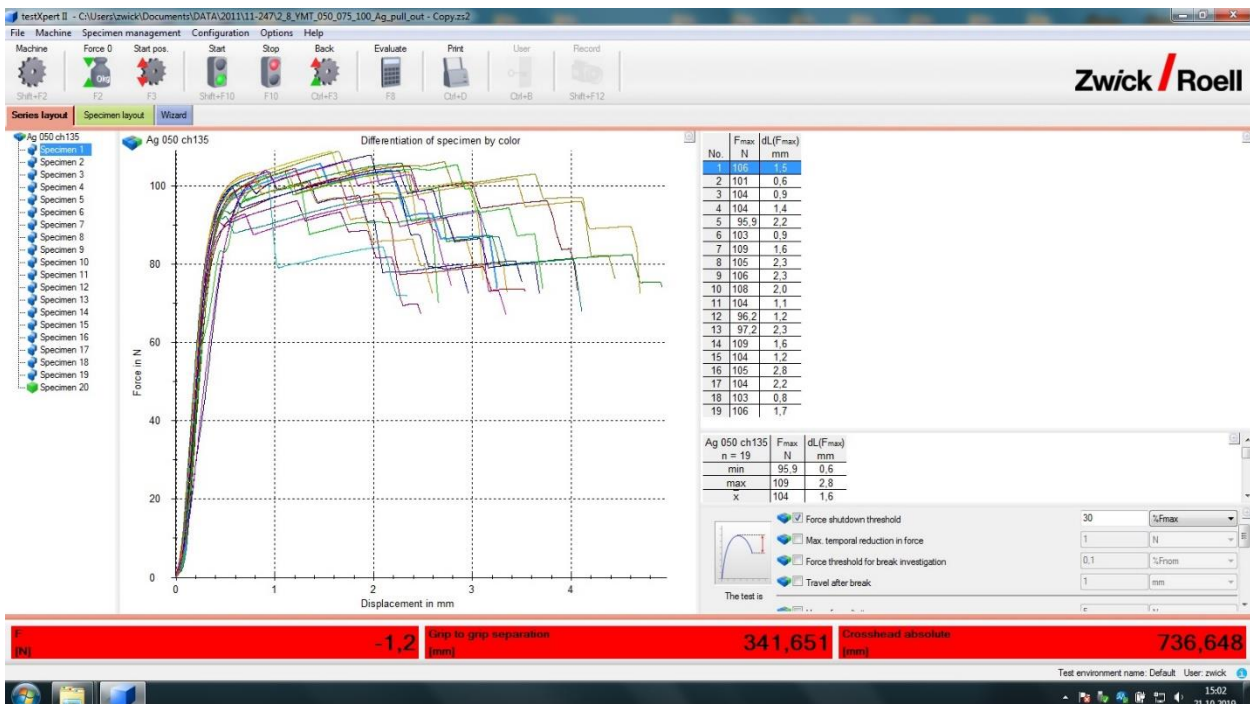 testXpert II - C:\Users\zwick\Documents\DATA\2011\11-247\2_8_YMT_050_075_100_Ag_pull_out - Copy.zs2
File Machine Specimen management Configuration Options Help
Machine Force 0 Start pos. Start Stop Back Evaluate Print User Record
0kg
Shift+F2 F2 F3 Shift+F10 F10 Ctrl+F3 F8 Ctrl+D Ctrl+B Shift+F12
Zwick / Roell
Series layout Specimen layout Wizard
Ag 050 ch135
Specimen 1
Specimen 2
Specimen 3
Specimen 4
Specimen 5
Specimen 6
Specimen 7
Specimen 8
Specimen 9
Specimen 10
Specimen 11
Specimen 12
Specimen 13
Specimen 14
Specimen 15
Specimen 16
Specimen 17
Specimen 18
Specimen 19
Specimen 20
Ag 050 ch135 Differentiation of specimen by color
100
80
60
40
20
0
Force in N
0 1 2 3 4
Displacement in mm
Fmax dL(Fmax)
No. N mm
1 106 1,5
2 101 0,6
3 104 0,9
4 104 1,4
5 95,9 2,2
6 103 0,9
7 109 1,6
8 105 2,3
9 106 2,3
10 108 2,0
11 104 1,1
12 96,2 1,2
13 97,2 2,3
14 109 1,6
15 104 1,2
16 105 2,8
17 104 2,2
18 103 0,8
19 106 1,7
Ag 050 ch135 Fmax dL(Fmax)
n = 19 N mm
min 95,9 0,6
max 109 2,8
x̄ 104 1,6
Force shutdown threshold 30 %Fmax
Max. temporal reduction in force 1 N
Force threshold for break investigation 0,1 %Fnom
Travel after break 1 mm
The test is
F
[N]
-1,2
Grip to grip separation
[mm]
341,651
Crosshead absolute
[mm]
736,648
Test environment name: Default User: zwick
15:02
21.10.2019